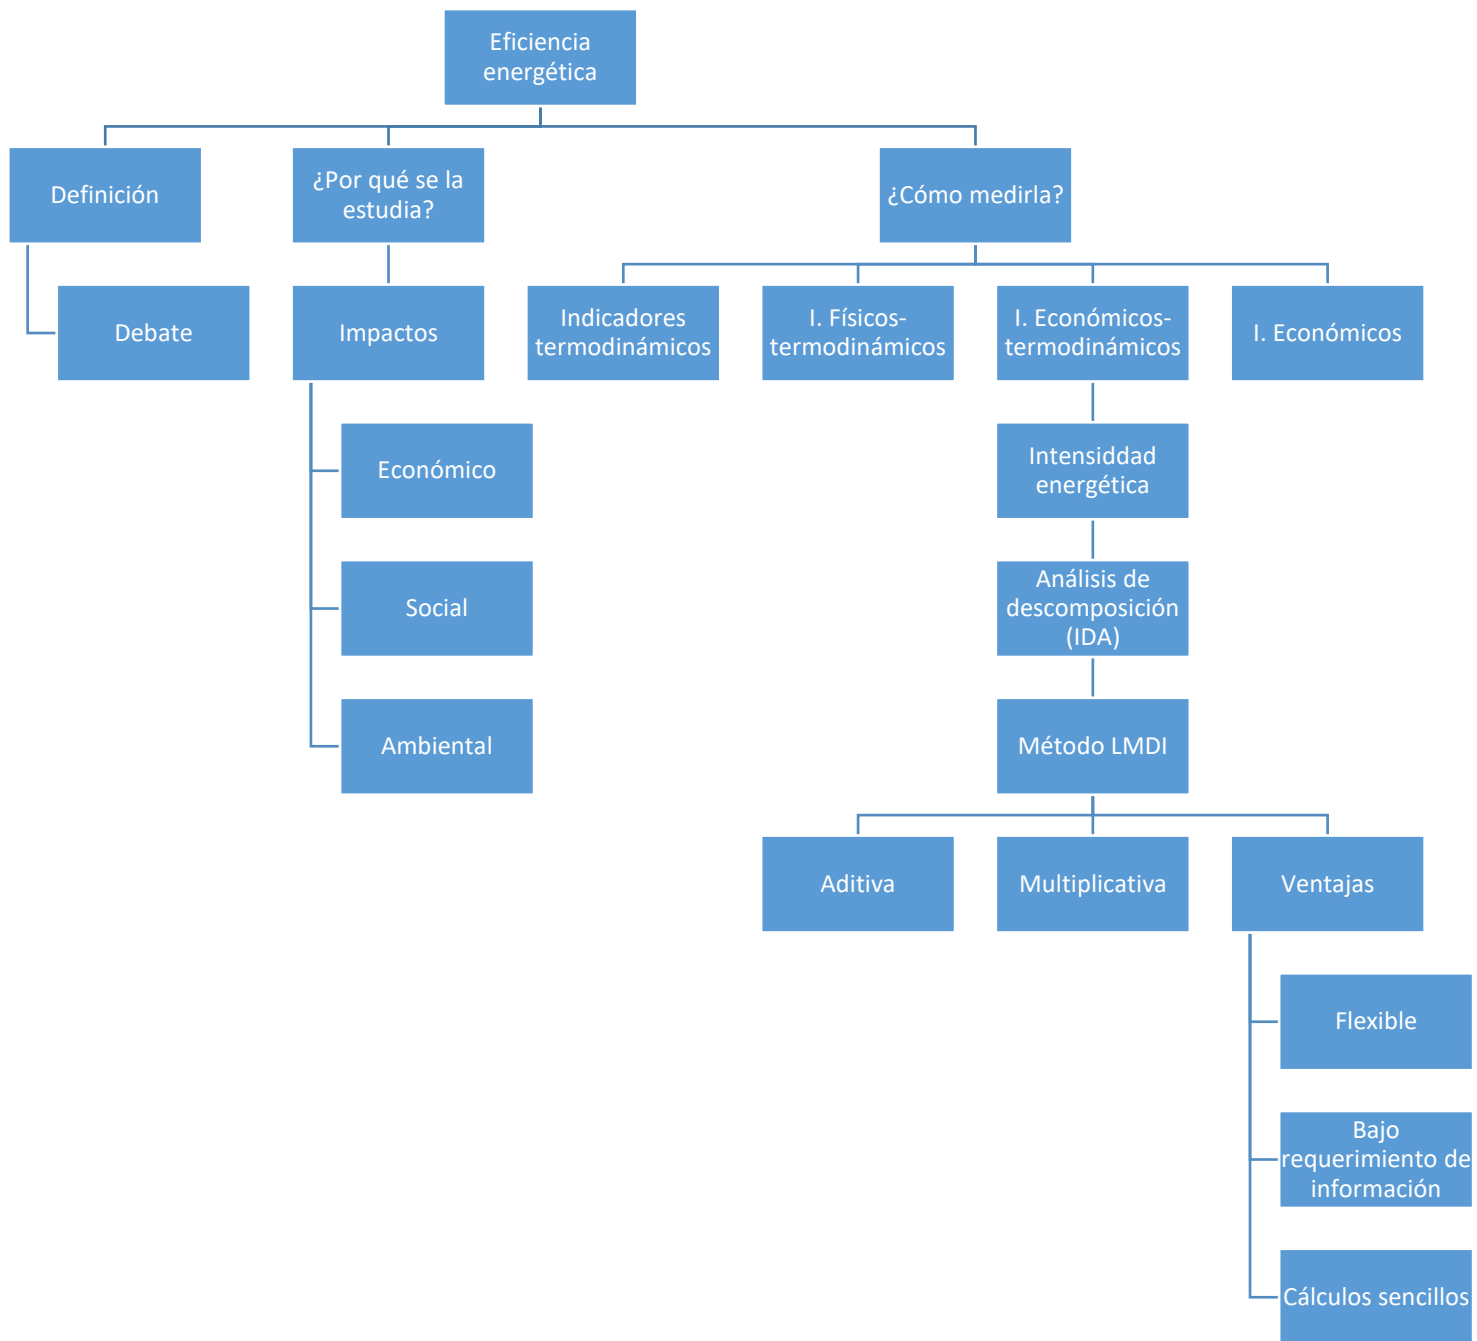 Eficiencia
energética
Definición
¿Por qué se la
estudia?
¿Cómo medirla?
Debate
Impactos
Indicadores
termodinámicos
I. Físicos-
termodinámicos
I. Económicos-
termodinámicos
I. Económicos
Económico
Intensiddad
energética
Social
Análisis de
descomposición
(IDA)
Ambiental
Método LMDI
Aditiva
Multiplicativa
Ventajas
Flexible
Bajo
requerimiento de
información
Cálculos sencillos